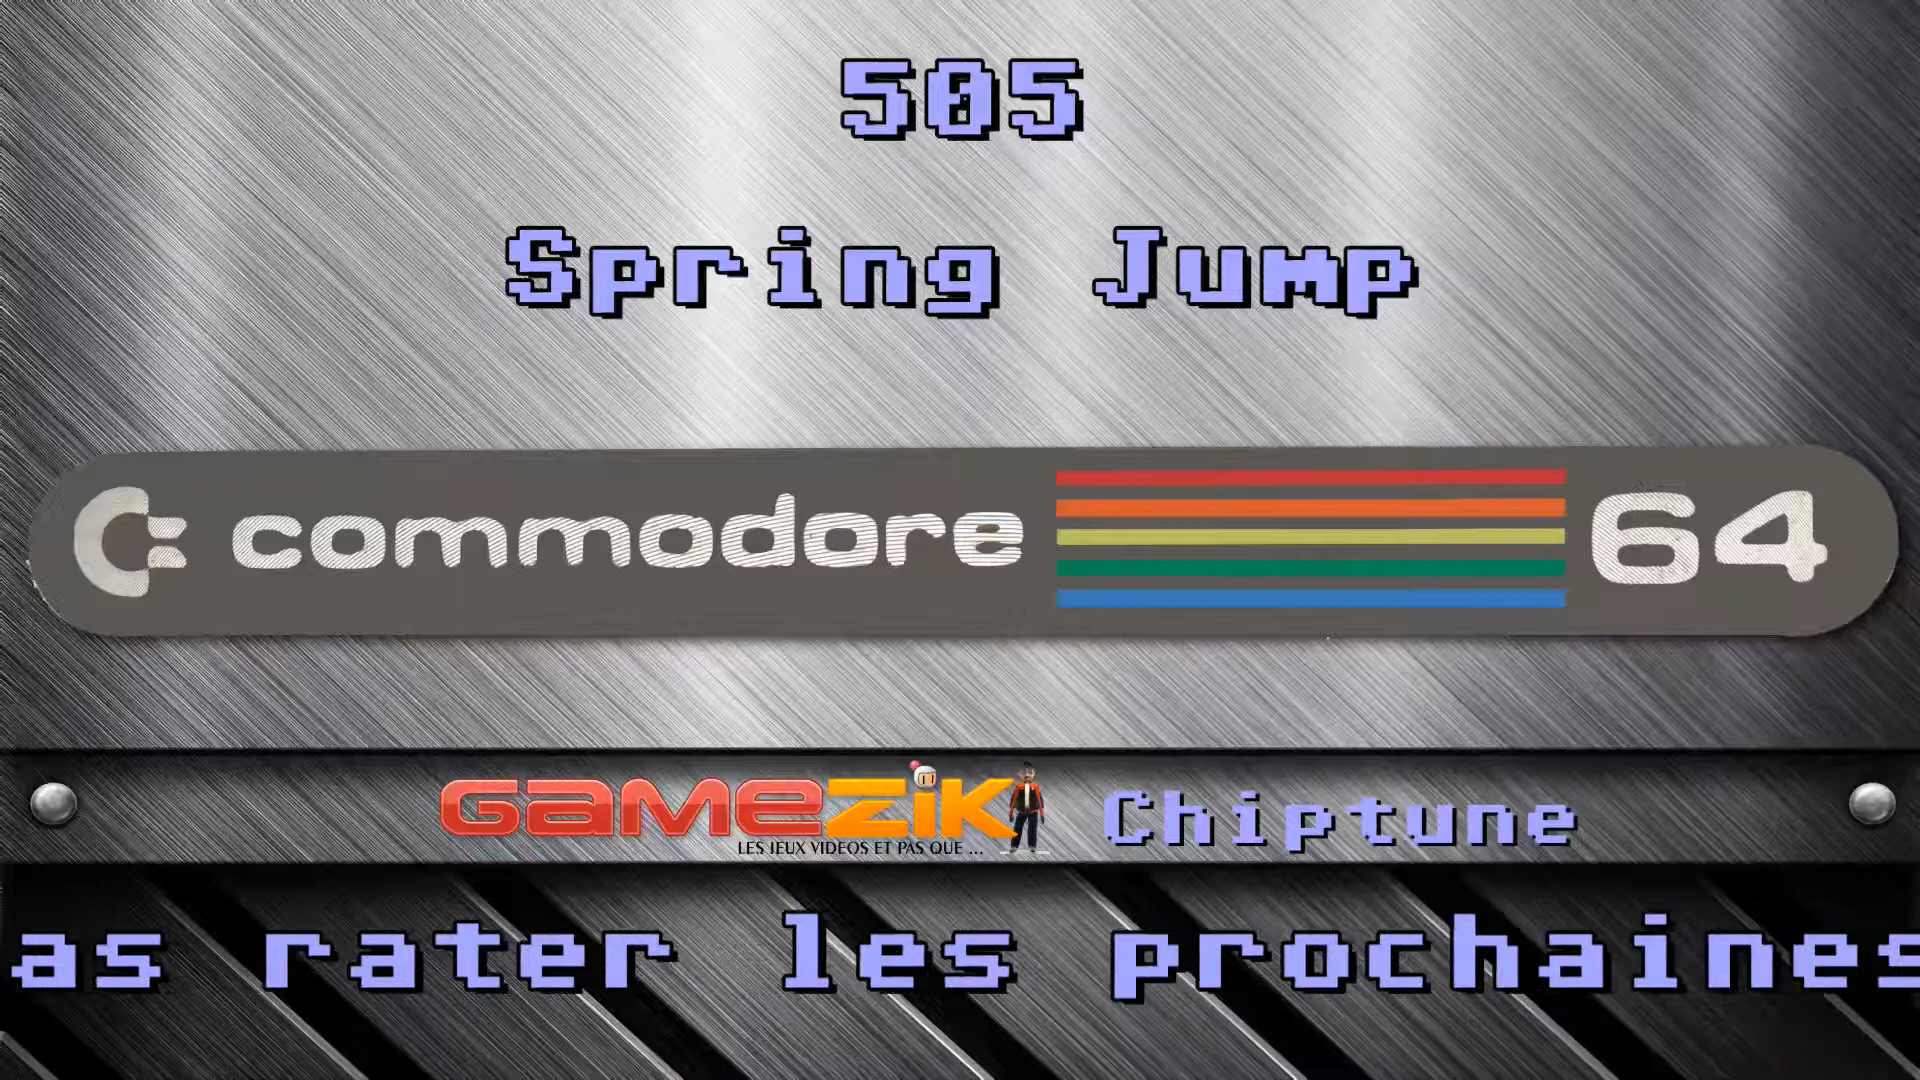 505
Spring Jump
commodore 64
GAMEZIK Chiptune
LES JEUX VIDEOS ET PAS QUE ...
as rater les prochaines